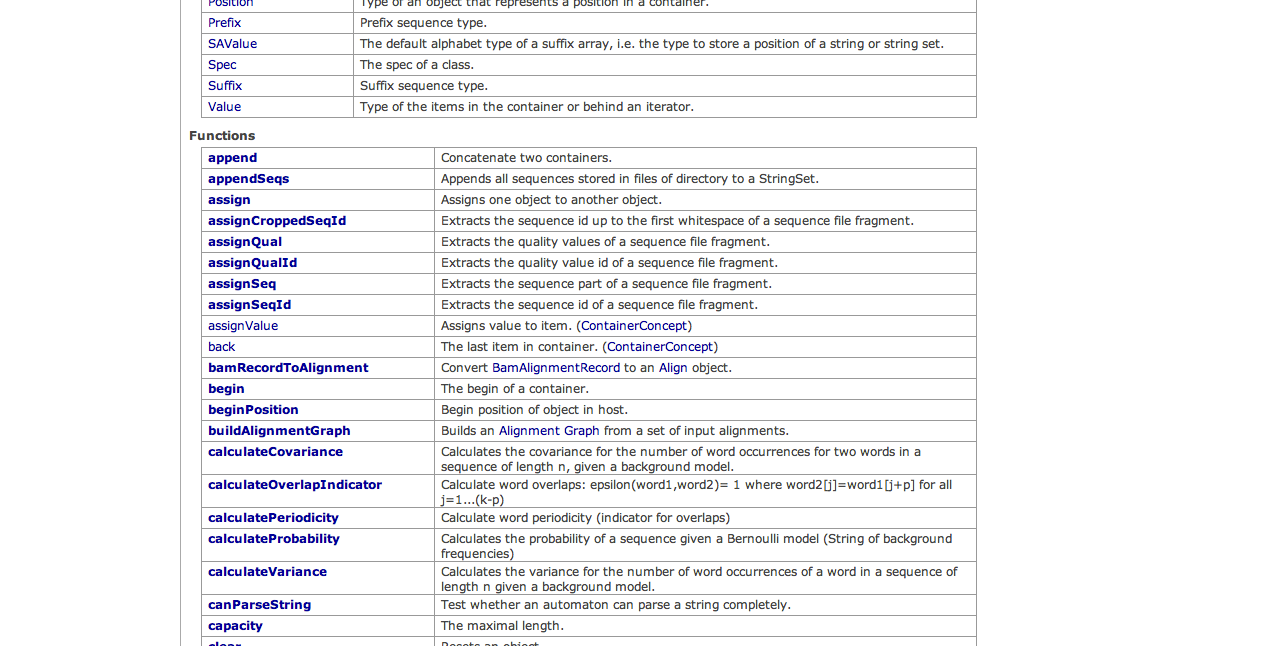 Position Type of an object that represents a position in a container.
Prefix Prefix sequence type.
SAValue The default alphabet type of a suffix array, i.e. the type to store a position of a string or string set.
Spec The spec of a class.
Suffix Suffix sequence type.
Value Type of the items in the container or behind an iterator.
Functions
append Concatenate two containers.
appendSeqs Appends all sequences stored in files of directory to a StringSet.
assign Assigns one object to another object.
assignCroppedSeqId Extracts the sequence id up to the first whitespace of a sequence file fragment.
assignQual Extracts the quality values of a sequence file fragment.
assignQualId Extracts the quality value id of a sequence file fragment.
assignSeq Extracts the sequence part of a sequence file fragment.
assignSeqId Extracts the sequence id of a sequence file fragment.
assignValue Assigns value to item. (ContainerConcept)
back The last item in container. (ContainerConcept)
bamRecordToAlignment Convert BamAlignmentRecord to an Align object.
begin The begin of a container.
beginPosition Begin position of object in host.
buildAlignmentGraph Builds an Alignment Graph from a set of input alignments.
calculateCovariance Calculates the covariance for the number of word occurrences for two words in a
sequence of length n, given a background model.
calculateOverlapIndicator Calculate word overlaps: epsilon(word1,word2)= 1 where word2[j]=word1[j+p] for all
j=1...(k-p)
calculatePeriodicity Calculate word periodicity (indicator for overlaps)
calculateProbability Calculates the probability of a sequence given a Bernoulli model (String of background
frequencies)
calculateVariance Calculates the variance for the number of word occurrences of a word in a sequence of
length n given a background model.
canParseString Test whether an automaton can parse a string completely.
capacity The maximal length.
clear Resets an object.